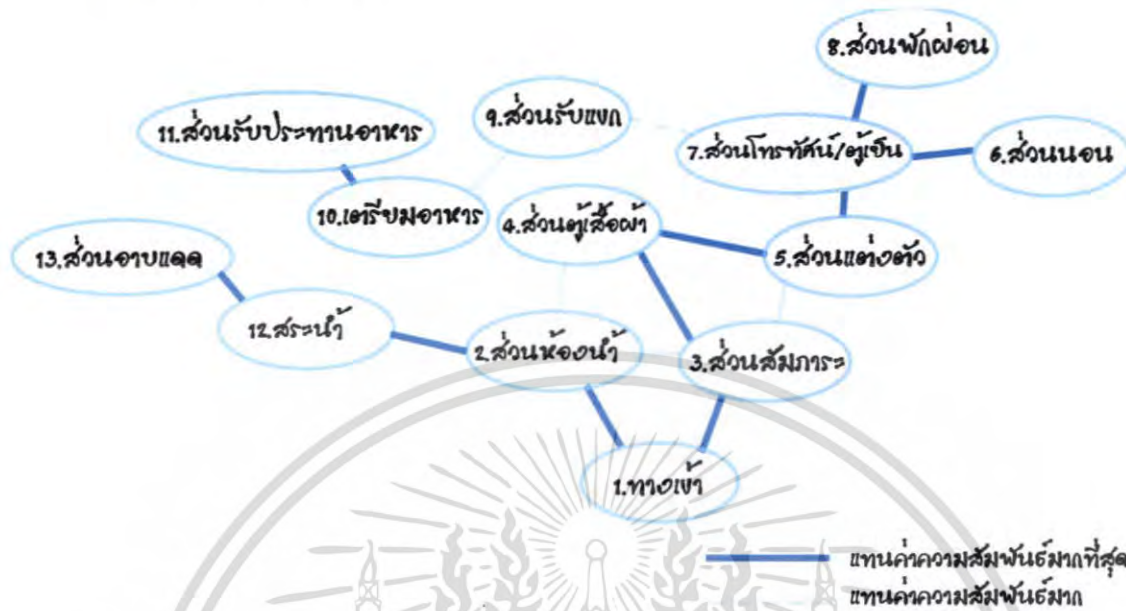 8.ส่วนพักผ่อน
9.ส่วนรับแขก
11.ส่วนรับประทานอาหาร
7.ส่วนโทรทัศน์/ตู้เย็น
6.ส่วนนอน
10.เตรียมอาหาร
4.ส่วนตู้เสื้อผ้า
13.ส่วนอาบแดด
5.ส่วนแต่งตัว
12.สระน้ำ
2.ส่วนห้องน้ำ
3.ส่วนสัมภาระ
1.ทางเข้า
แทนค่าความสัมพันธ์มากที่สุด
แทนค่าความสัมพันธ์มาก